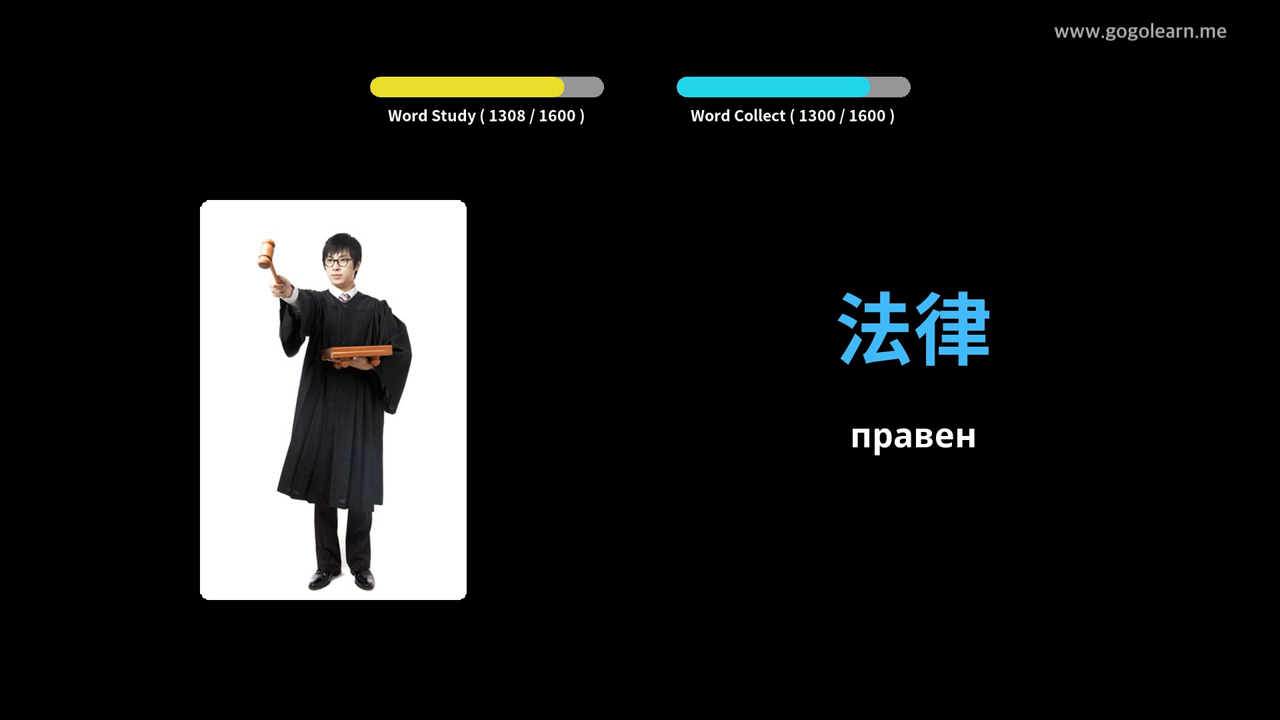 www.gogolearn.me
Word Study ( 1308 / 1600 )
Word Collect ( 1300 / 1600 )
法律
правен